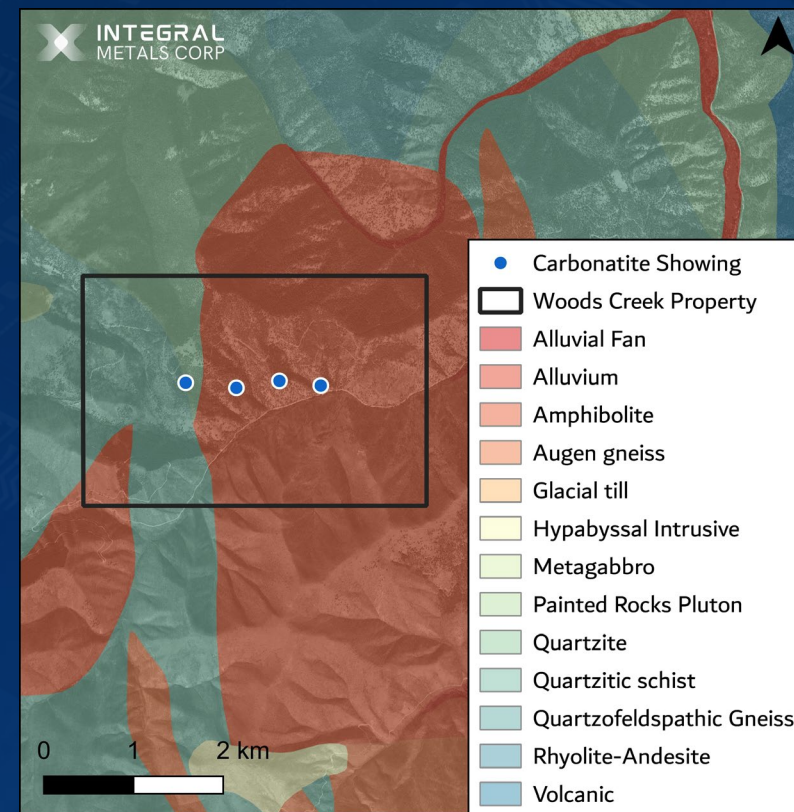 INTEGRAL
METALS CORP
Carbonatite Showing
Woods Creek Property
Alluvial Fan
Alluvium
Amphibolite
Augen gneiss
Glacial till
Hypabyssal Intrusive
Metagabbro
Painted Rocks Pluton
Quartzite
Quartzitic schist
Quartzofeldspathic Gneiss
Rhyolite-Andesite
Volcanic
0 1 2 km